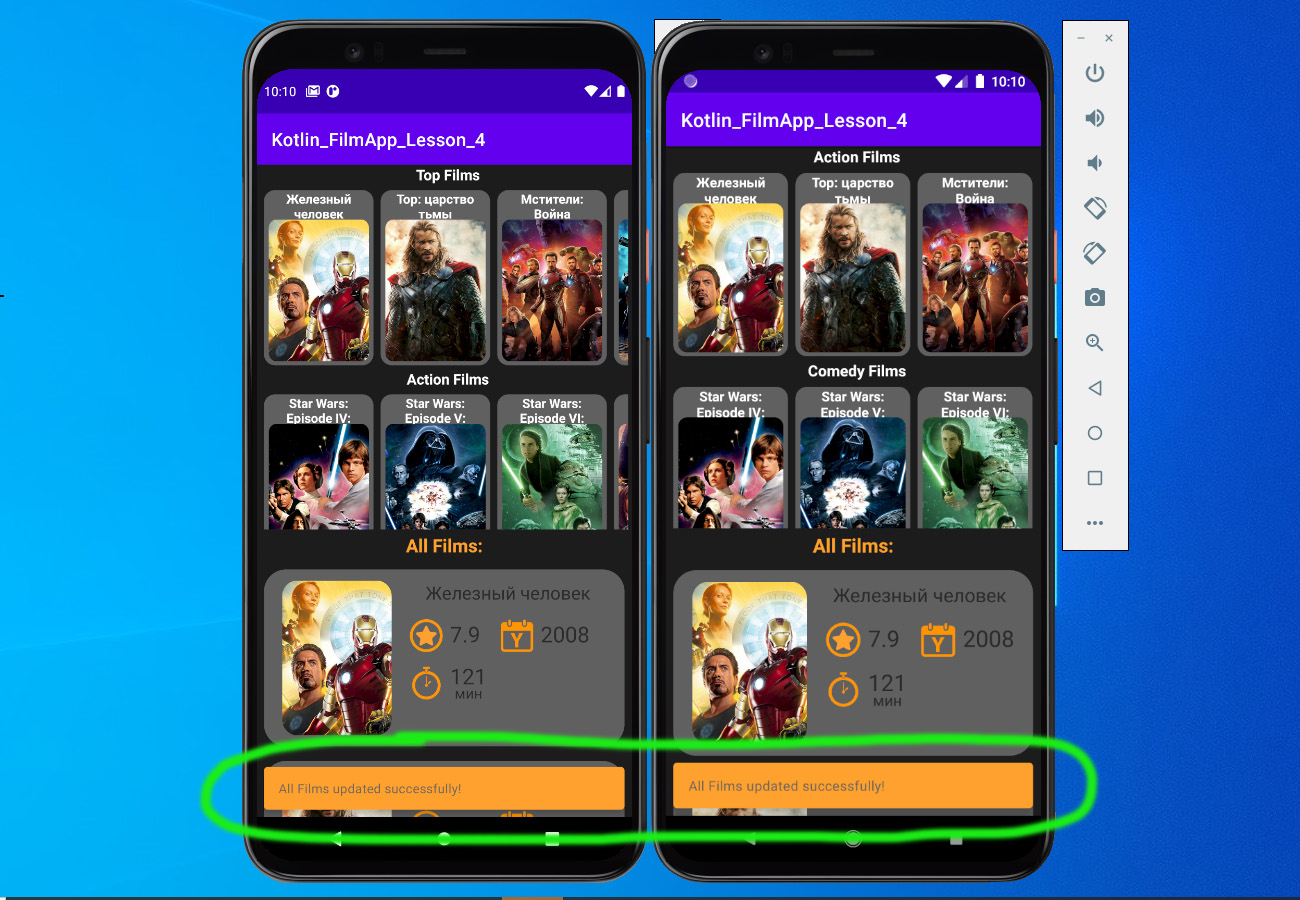 10:10
Kotlin_FilmApp_Lesson_4
Top Films
Железный
человек
Тор: царство
тьмы
Мстители:
Война
Action Films
Star Wars:
Episode IV:
Star Wars:
Episode V:
Star Wars:
Episode VI:
All Films:
Железный человек
7.9
Y
2008
121
мин
All Films updated successfully!
10:10
Kotlin_FilmApp_Lesson_4
Action Films
Железный
человек
Тор: царство
тьмы
Мстители:
Война
Comedy Films
Star Wars:
Episode IV:
Star Wars:
Episode V:
Star Wars:
Episode VI:
All Films:
Железный человек
7.9
Y
2008
121
мин
All Films updated successfully!